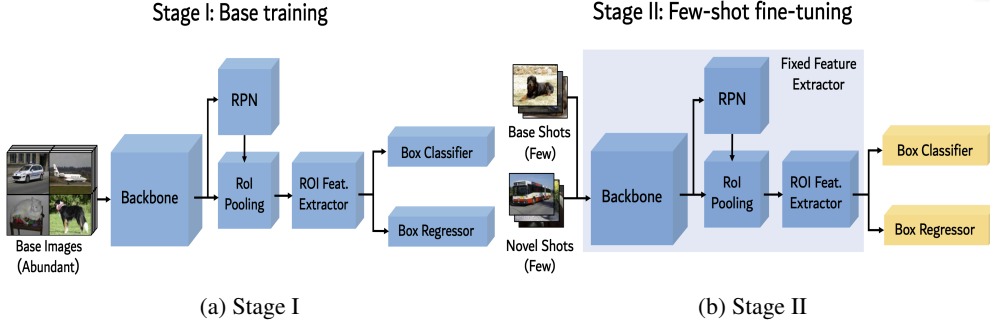 Stage I: Base training
RPN
Backbone
RoI
Pooling
ROI Feat.
Extractor
Box Classifier
Box Regressor
Base Images
(Abundant)
(a) Stage I
Stage II: Few-shot fine-tuning
Fixed Feature
Extractor
Base Shots
(Few)
RPN
Backbone
RoI
Pooling
ROI Feat.
Extractor
Box Classifier
Box Regressor
Novel Shots
(Few)
(b) Stage II